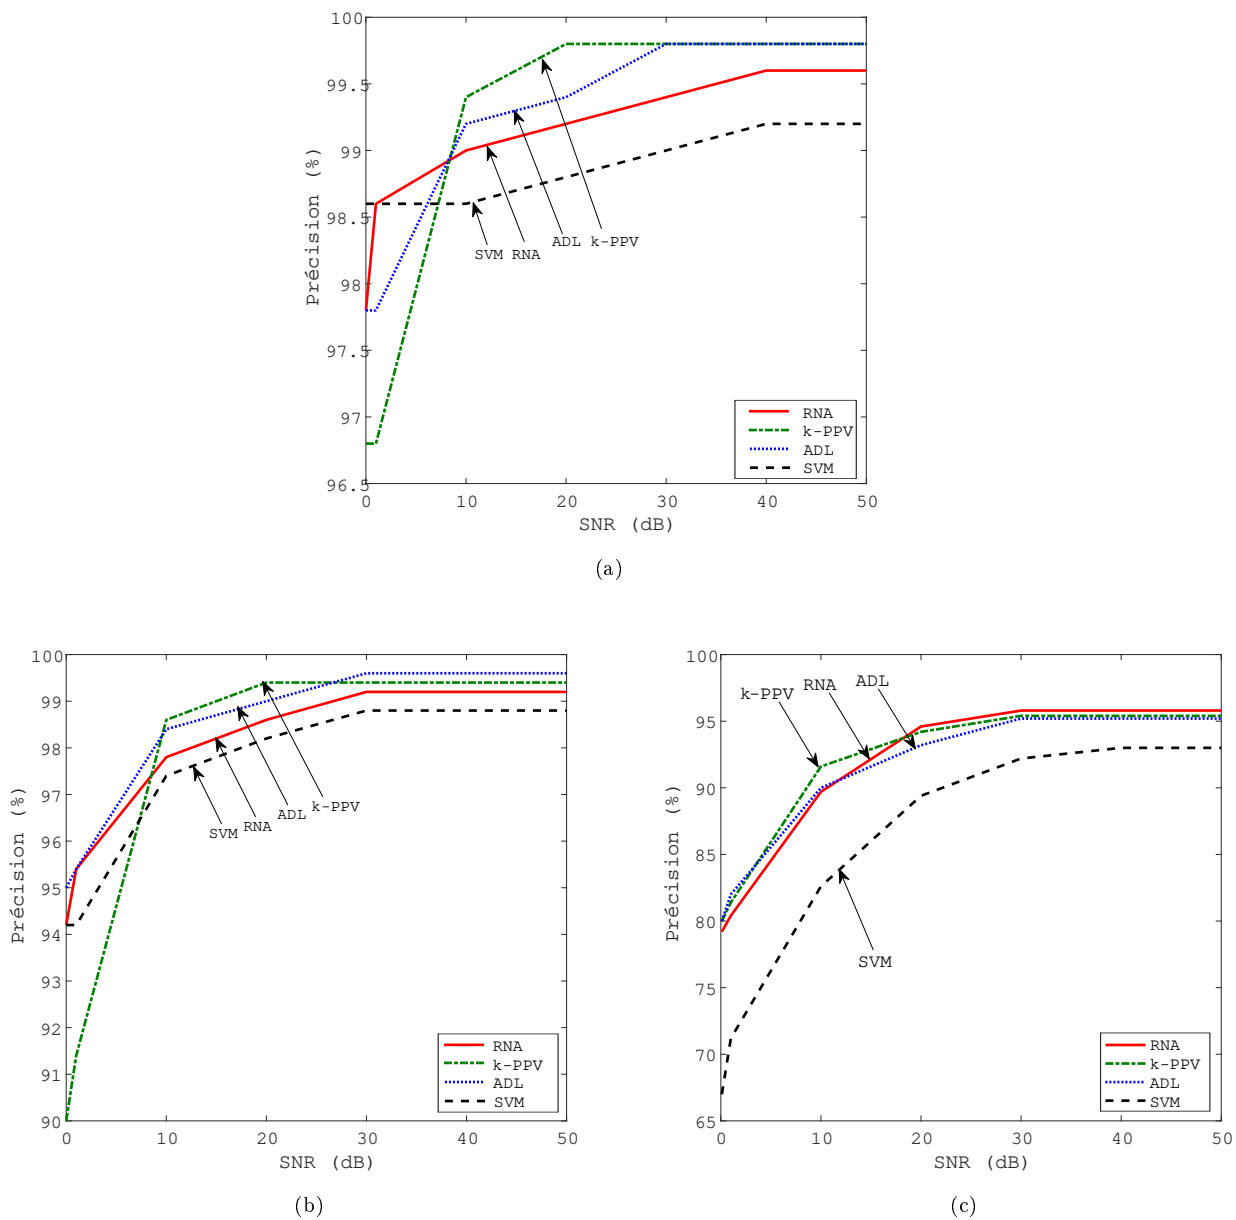 100
99.5
99
98.5
98
97.5
97
96.5
Précision (%)
SVM RNA ADL k-PPV
RNA
k-PPV
ADL
SVM
0 10 20 30 40 50
SNR (dB)
(a)
100
99
98
97
96
95
94
93
92
91
90
Précision (%)
SVM RNA ADL k-PPV
RNA
k-PPV
ADL
SVM
0 10 20 30 40 50
SNR (dB)
(b)
100
95
90
85
80
75
70
65
Précision (%)
k-PPV RNA ADL
SVM
RNA
k-PPV
ADL
SVM
0 10 20 30 40 50
SNR (dB)
(c)